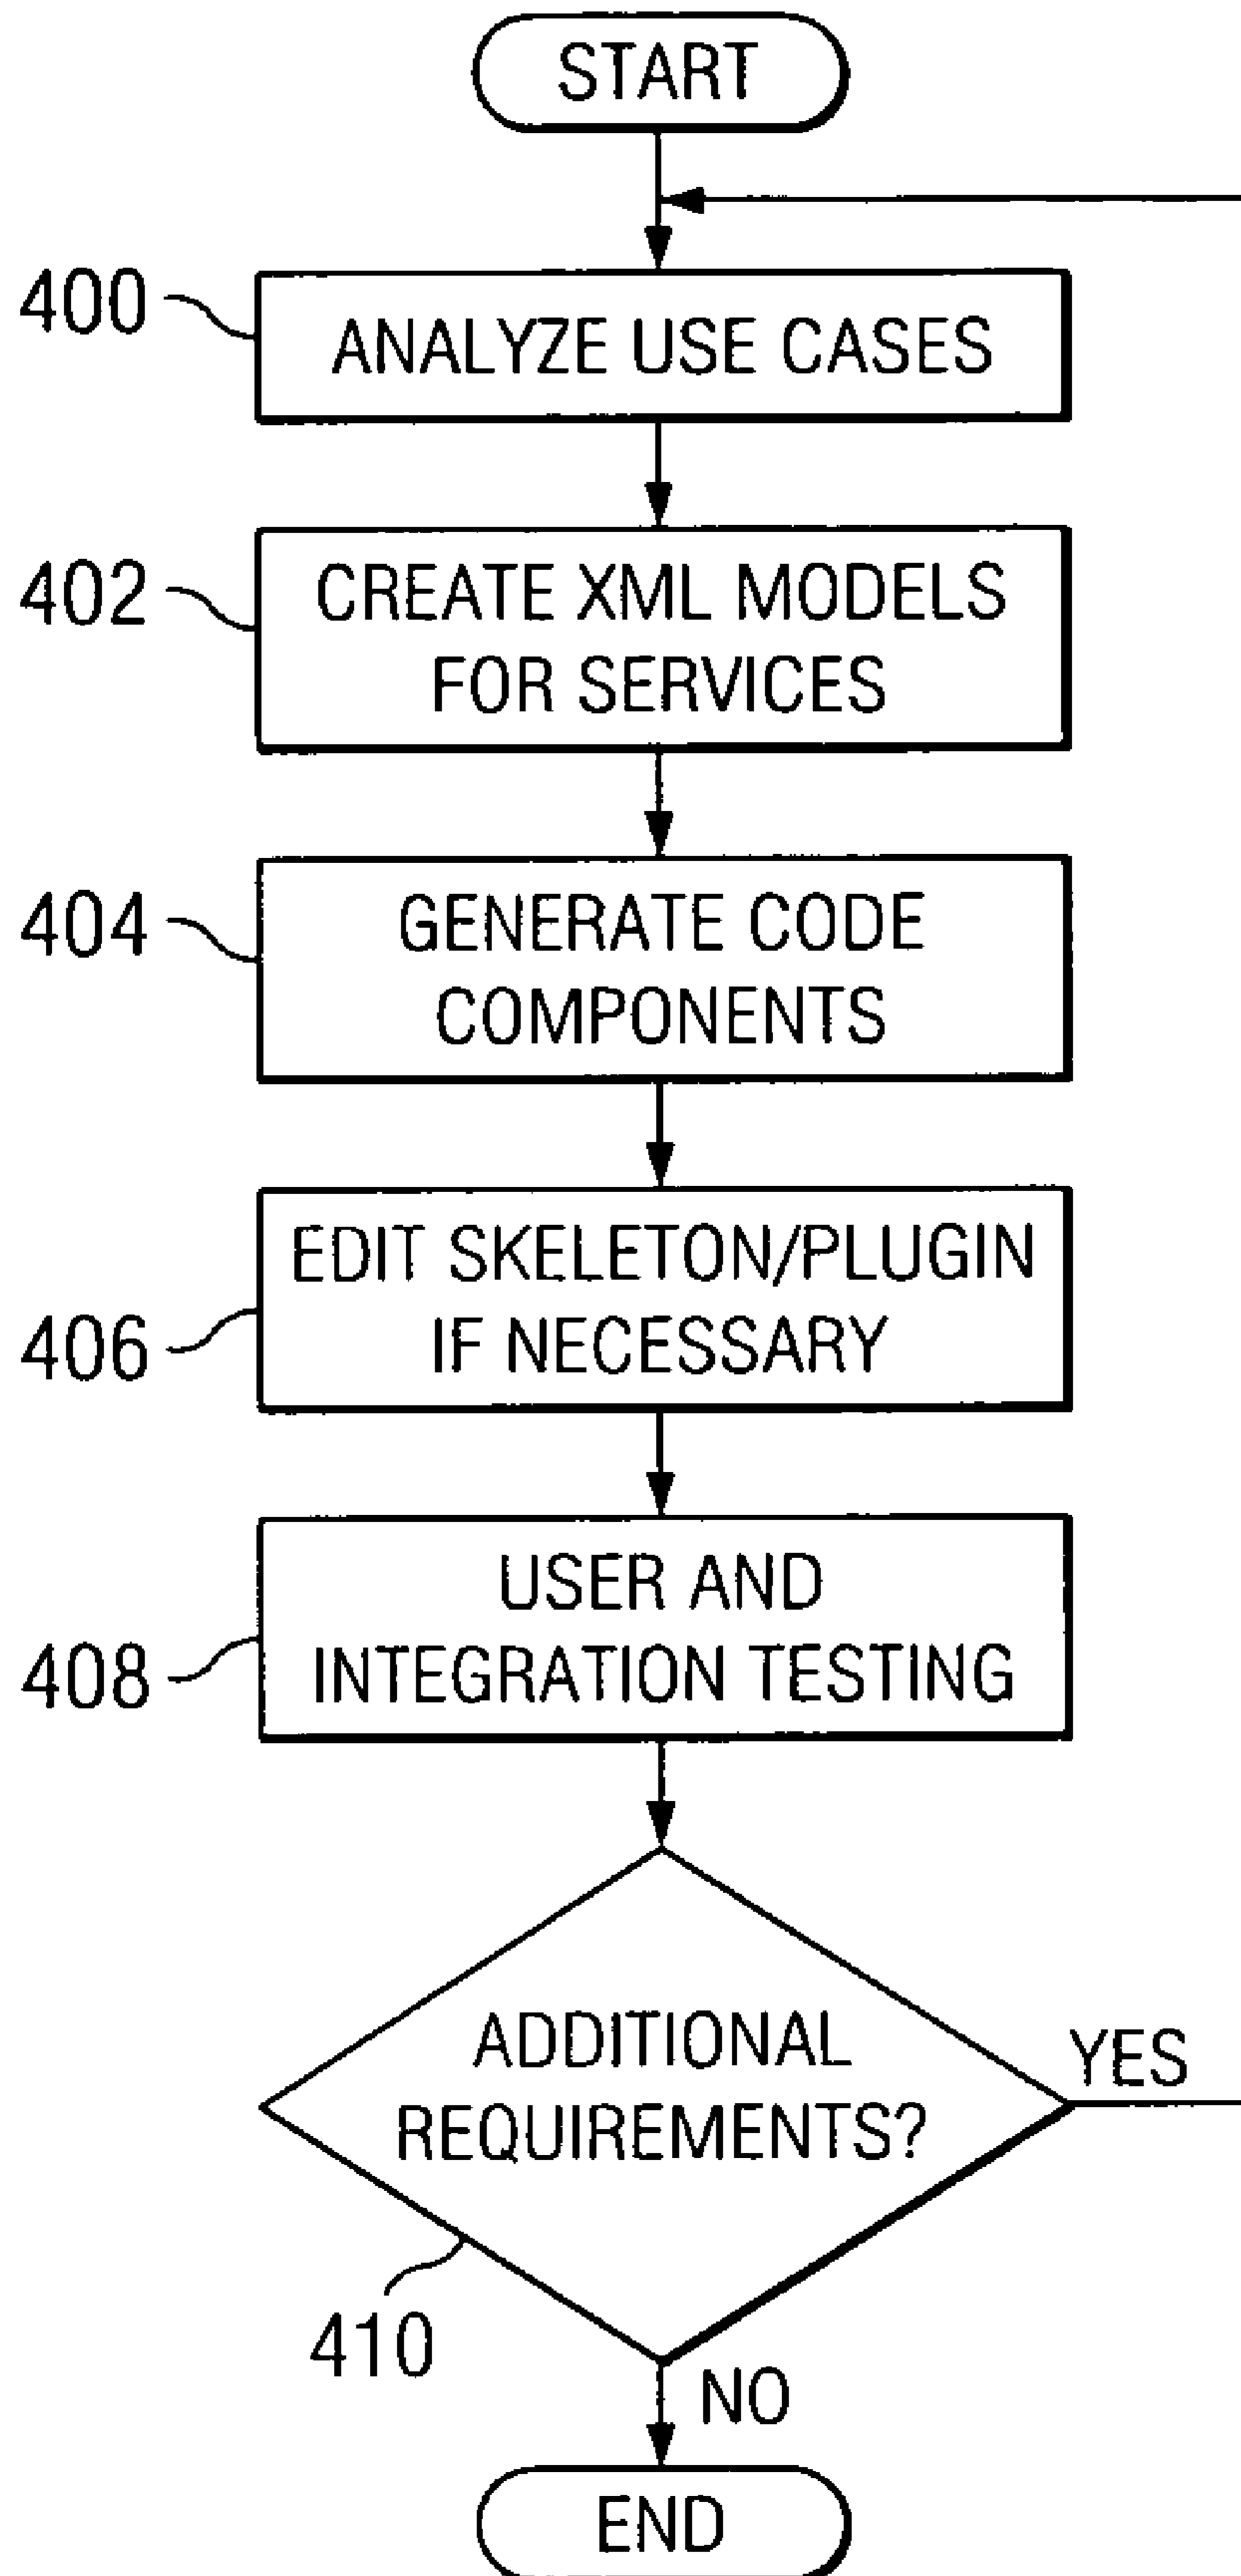 START
400
ANALYZE USE CASES
402
CREATE XML MODELS
FOR SERVICES
404
GENERATE CODE
COMPONENTS
406
EDIT SKELETON/PLUGIN
IF NECESSARY
408
USER AND
INTEGRATION TESTING
ADDITIONAL
REQUIREMENTS?
YES
410
NO
END